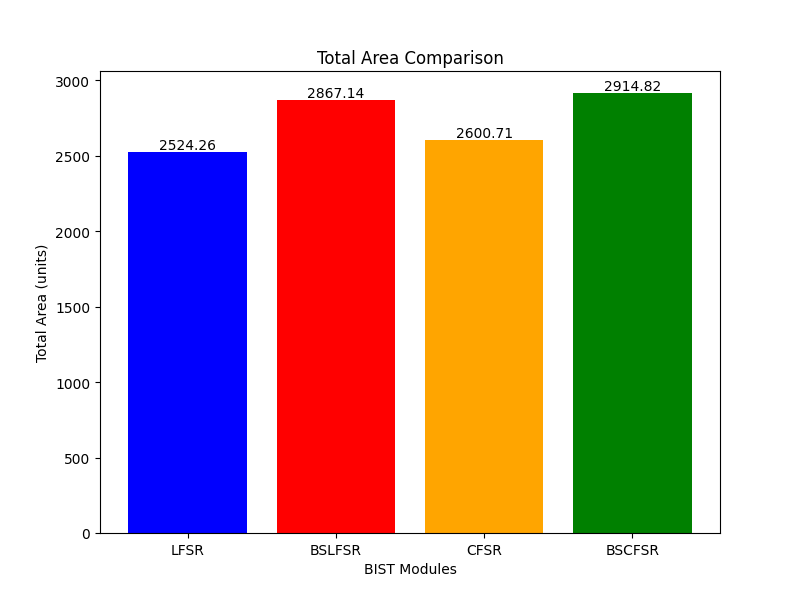 Total Area Comparison
3000
2500
2000
1500
1000
500
0
Total Area (units)
2524.26
2867.14
2600.71
2914.82
LFSR
BSLFSR
CFSR
BSCFSR
BIST Modules